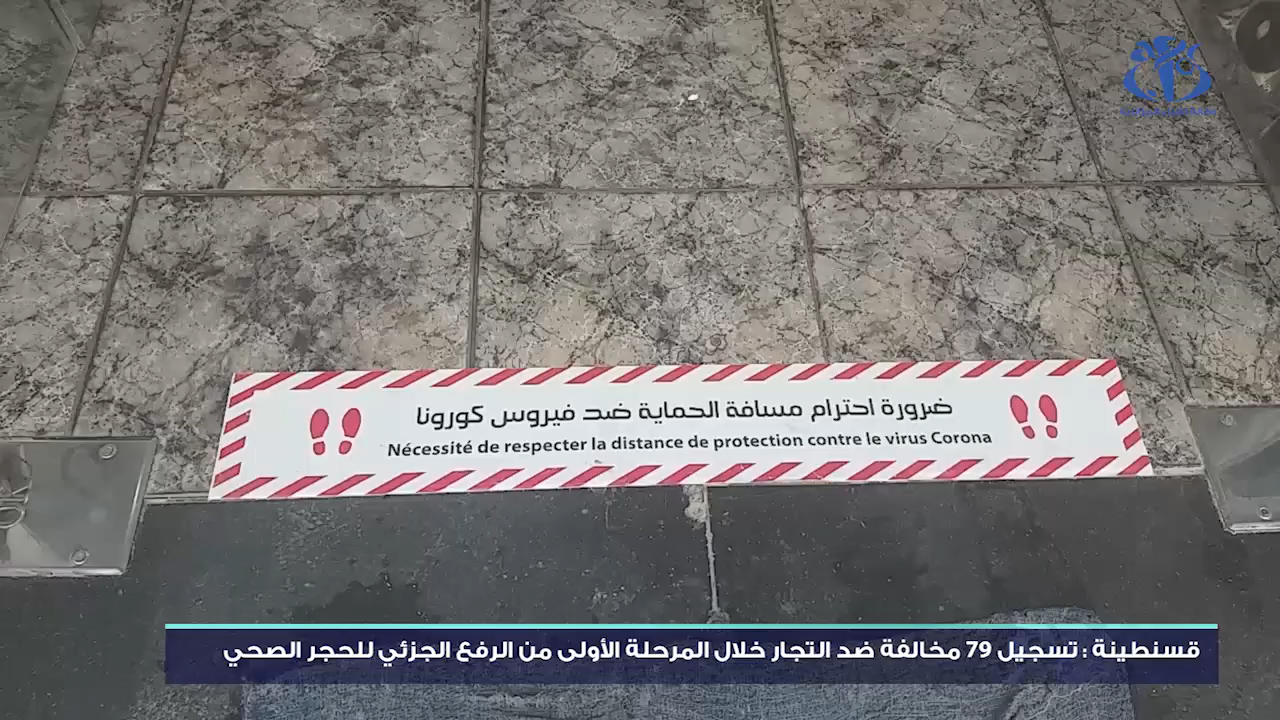 ضرورة احترام مسافة الحماية ضد فيروس كورونا
Nécessité de respecter la distance de protection contre le virus Corona
قسنطينة : تسجيل 79 مخالفة ضد التجار خلال المرحلة الأولى من الرفع الجزئي للحجر الصحي